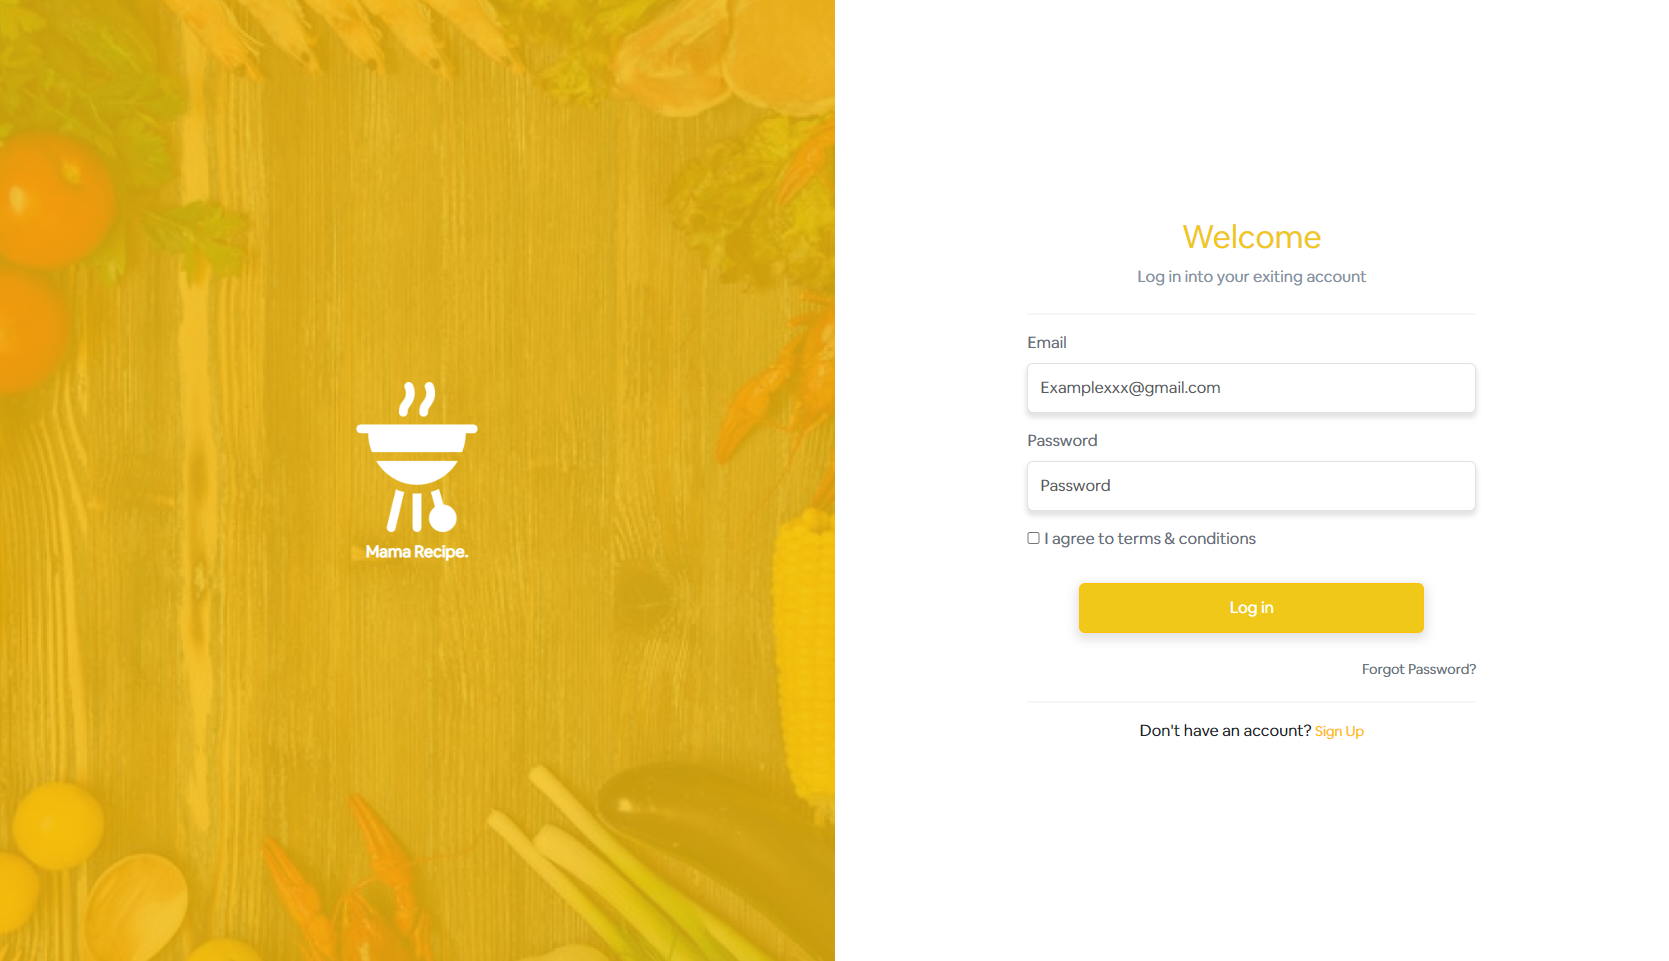 Mama Recipe.
Welcome
Log in into your exiting account
Email
Examplexxx@gmail.com
Password
Password
I agree to terms & conditions
Log in
Forgot Password?
Don't have an account? Sign Up